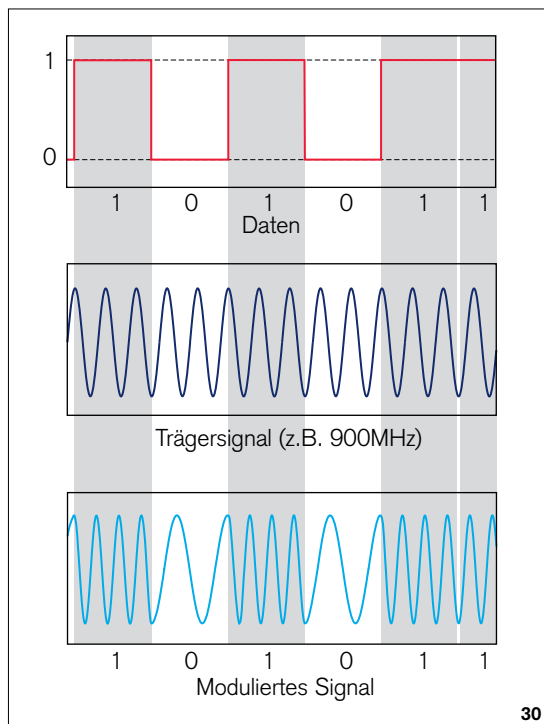 1
0
1 0 1 0 1 1
Daten
Trägersignal (z.B. 900MHz)
1 0 1 0 1 1
Moduliertes Signal
30